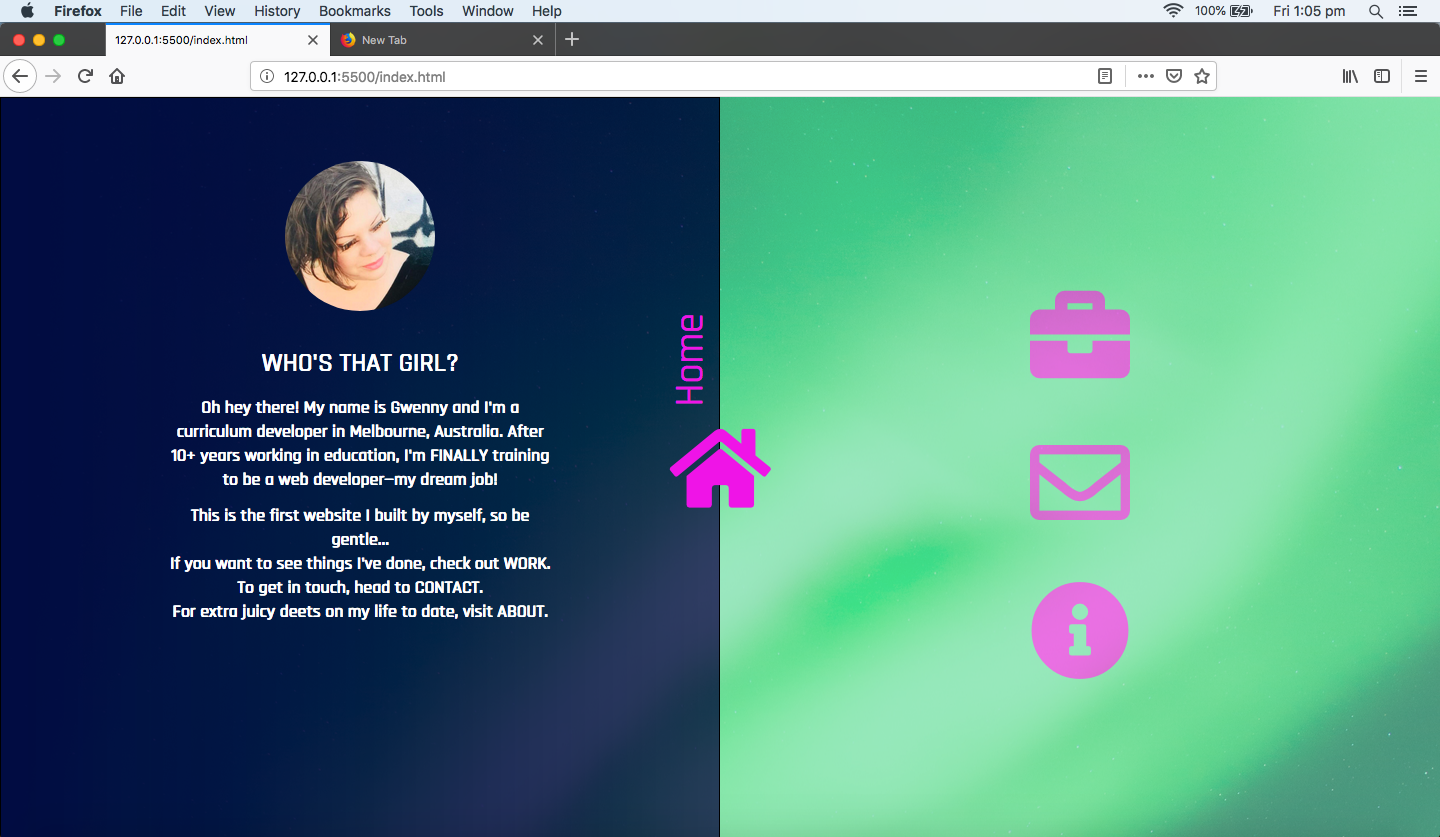 Firefox File Edit View History Bookmarks Tools Window Help 100% Fri 1:05 pm
127.0.0.1:5500/index.html New Tab
127.0.0.1:5500/index.html
WHO'S THAT GIRL?
Oh hey there! My name is Gwenny and I'm a
curriculum developer in Melbourne, Australia. After
10+ years working in education, I'm FINALLY training
to be a web developer—my dream job!
This is the first website I built by myself, so be
gentle...
If you want to see things I've done, check out WORK.
To get in touch, head to CONTACT.
For extra juicy deets on my life to date, visit ABOUT.
Home